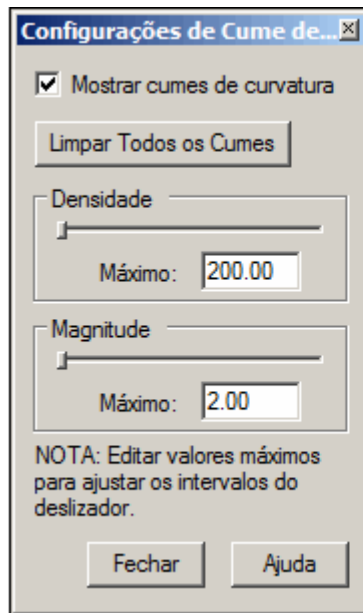 Configurações de Cume de...
Mostrar cumes de curvatura
Limpar Todos os Cumes
Densidade
Máximo: 200.00
Magnitude
Máximo: 2.00
NOTA: Editar valores máximos
para ajustar os intervalos do
deslizador.
Fechar Ajuda